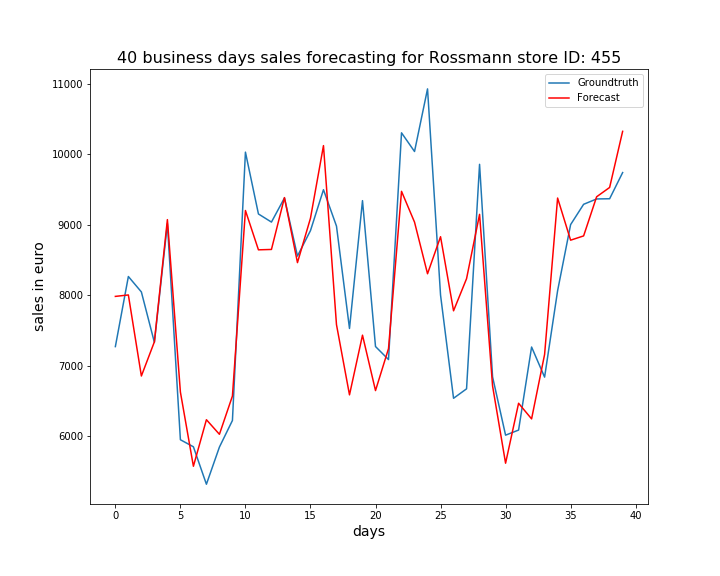 40 business days sales forecasting for Rossmann store ID: 455
Groundtruth
Forecast
11000
10000
9000
8000
7000
6000
sales in euro
0 5 10 15 20 25 30 35 40
days